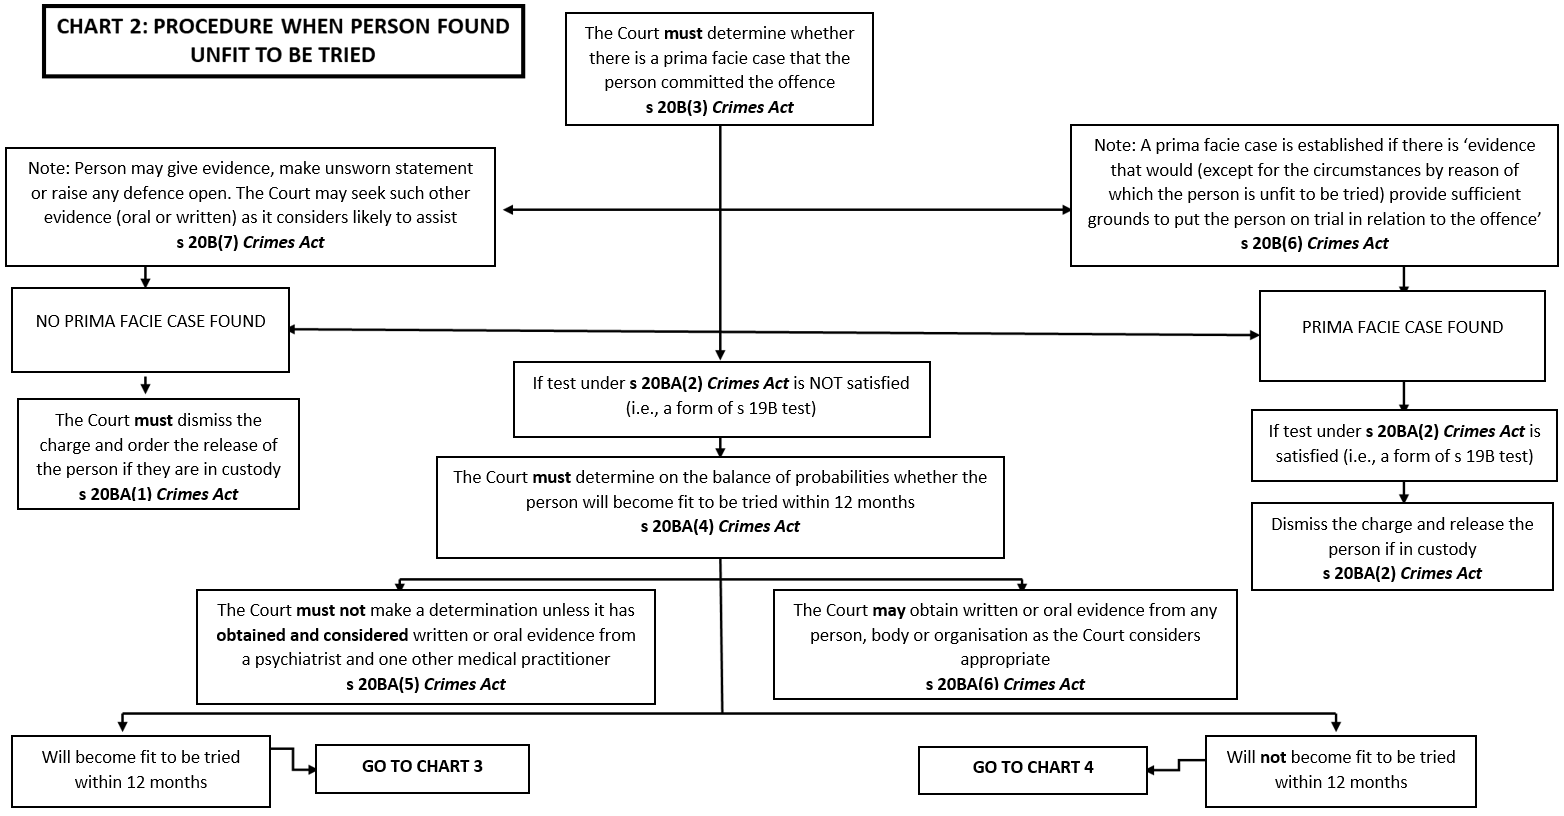 CHART 2: PROCEDURE WHEN PERSON FOUND
UNFIT TO BE TRIED
The Court must determine whether
there is a prima facie case that the
person committed the offence
s 20B(3) Crimes Act
Note: Person may give evidence, make unsworn statement
or raise any defence open. The Court may seek such other
evidence (oral or written) as it considers likely to assist
s 20B(7) Crimes Act
Note: A prima facie case is established if there is ‘evidence
that would (except for the circumstances by reason of
which the person is unfit to be tried) provide sufficient
grounds to put the person on trial in relation to the offence’
s 20B(6) Crimes Act
NO PRIMA FACIE CASE FOUND
PRIMA FACIE CASE FOUND
If test under s 20BA(2) Crimes Act is NOT satisfied
(i.e., a form of s 19B test)
The Court must dismiss the
charge and order the release of
the person if they are in custody
s 20BA(1) Crimes Act
If test under s 20BA(2) Crimes Act is
satisfied (i.e., a form of s 19B test)
The Court must determine on the balance of probabilities whether the
person will become fit to be tried within 12 months
s 20BA(4) Crimes Act
Dismiss the charge and release the
person if in custody
s 20BA(2) Crimes Act
The Court must not make a determination unless it has
obtained and considered written or oral evidence from
a psychiatrist and one other medical practitioner
s 20BA(5) Crimes Act
The Court may obtain written or oral evidence from any
person, body or organisation as the Court considers
appropriate
s 20BA(6) Crimes Act
Will become fit to be tried
within 12 months
GO TO CHART 3
GO TO CHART 4
Will not become fit to be tried
within 12 months